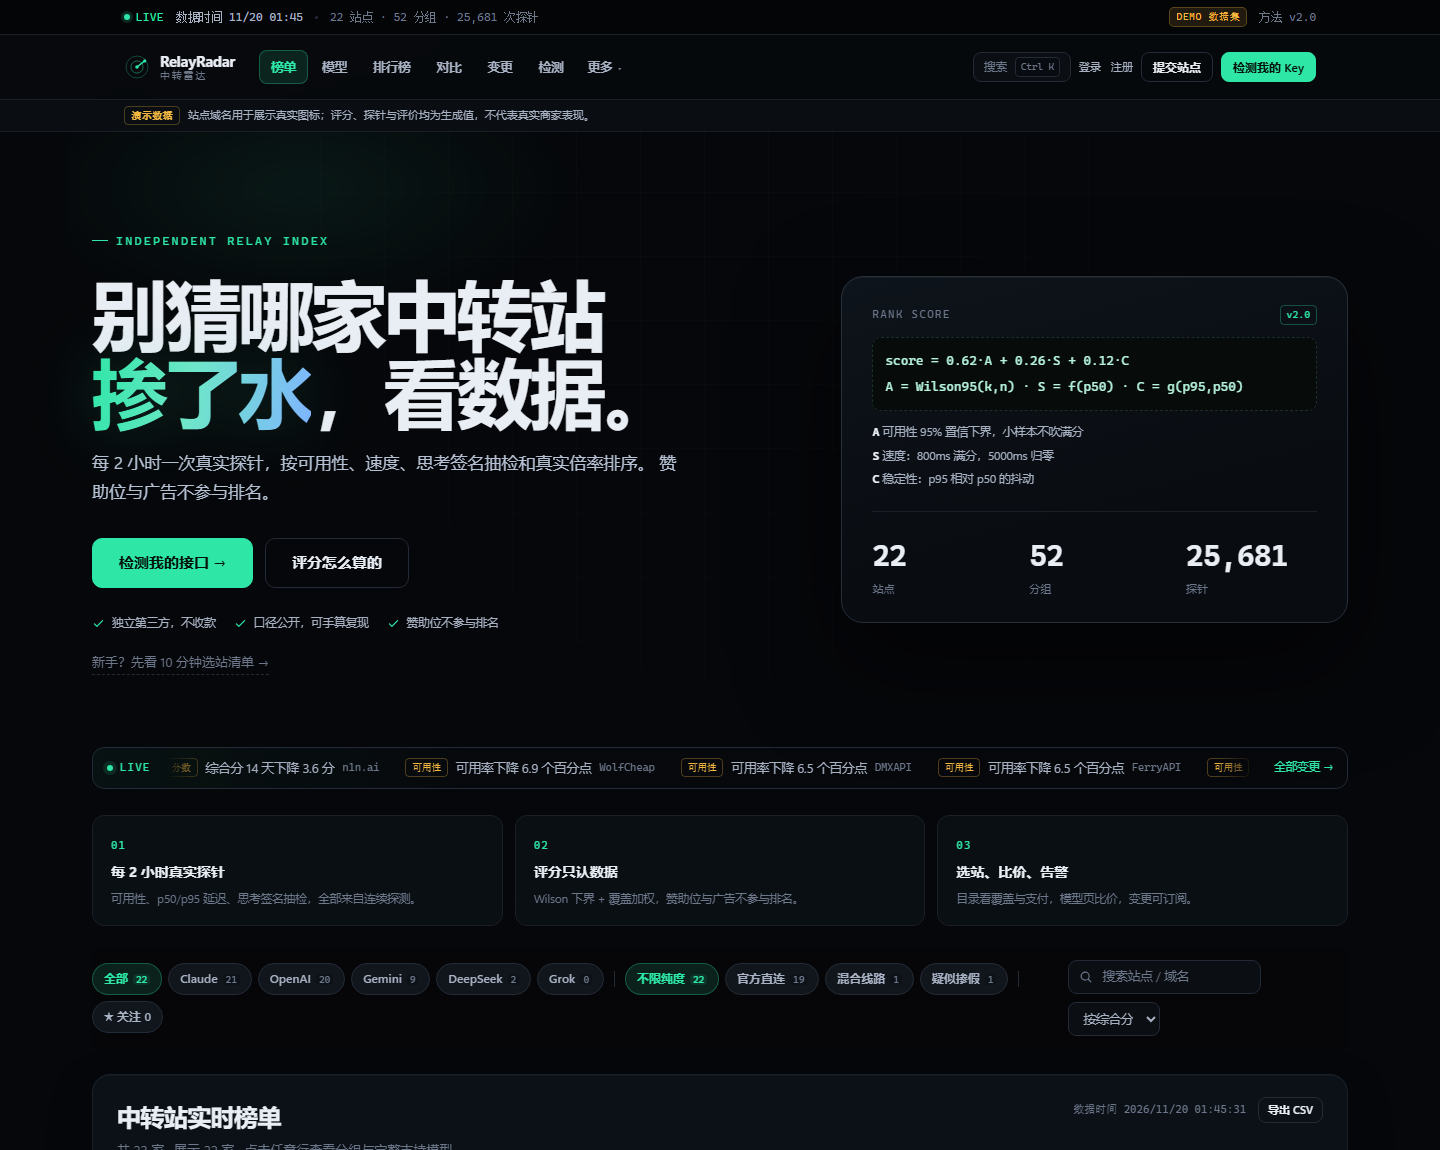 LIVE 数据时间 11/20 01:45 · 22 站点 · 52 分组 · 25,681 次探针
DEMO 数据集 方法 v2.0
RelayRadar
中转雷达
榜单 模型 排行榜 对比 变更 检测 更多
搜索 Ctrl K 登录 注册 提交站点 检测我的 Key
演示数据 站点域名用于展示真实图标；评分、探针与评价均为生成值，不代表真实商家表现。
INDEPENDENT RELAY INDEX
别猜哪家中转站
掺了水，看数据。
每 2 小时一次真实探针，按可用性、速度、思考签名抽检和真实倍率排序。 赞
助位与广告不参与排名。
检测我的接口 →
评分怎么算的
✓ 独立第三方，不收款 ✓ 口径公开，可手算复现 ✓ 赞助位不参与排名
新手？先看 10 分钟选站清单 →
RANK SCORE
v2.0
score = 0.62·A + 0.26·S + 0.12·C
A = Wilson95(k,n) · S = f(p50) · C = g(p95,p50)
A 可用性 95% 置信下界，小样本不吹满分
S 速度：800ms 满分，5000ms 归零
C 稳定性：p95 相对 p50 的抖动
22 52 25,681
站点 分组 探针
LIVE 分数 综合分 14 天下降 3.6 分 n1n.ai 可用性 可用率下降 6.9 个百分点 WolfCheap 可用性 可用率下降 6.5 个百分点 DMXAPI 可用性 可用率下降 6.5 个百分点 FerryAPI 可用性 全部变更 →
01
每 2 小时真实探针
可用性、p50/p95 延迟、思考签名抽检，全部来自连续探测。
02
评分只认数据
Wilson 下界 + 覆盖加权，赞助位与广告不参与排名。
03
选站、比价、告警
目录看覆盖与支付，模型页比价，变更可订阅。
全部 22 Claude 21 OpenAI 20 Gemini 9 DeepSeek 2 Grok 0 不限纯度 22 官方直连 19 混合线路 1 疑似掺假 1
★ 关注 0
搜索站点 / 域名
按综合分
中转站实时榜单
数据时间 2026/11/20 01:45:31 导出 CSV
共 22 家，展示 22 家，点击任意行查看分组与完整支持模型